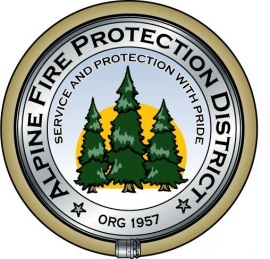 ALPINE FIRE PROTECTION DISTRICT
SERVICE AND PROTECTION WITH PRIDE
ORG 1957